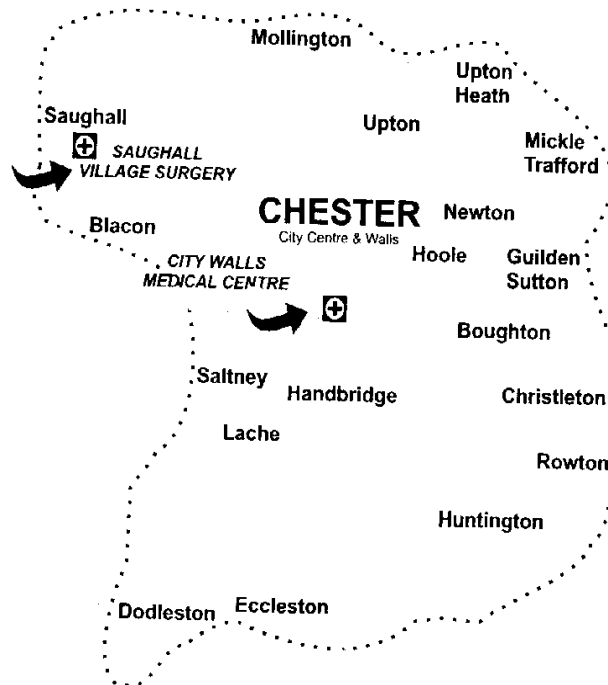 Mollington
Upton
Heath
Saughall
Upton
Mickle
Trafford
SAUGHALL
VILLAGE SURGERY
CHESTER
City Centre & Walls
Newton
Blacon
Hoole
Guilden
Sutton
CITY WALLS
MEDICAL CENTRE
Boughton
Saltney
Handbridge
Christleton
Lache
Rowton
Huntington
Dodleston
Eccleston